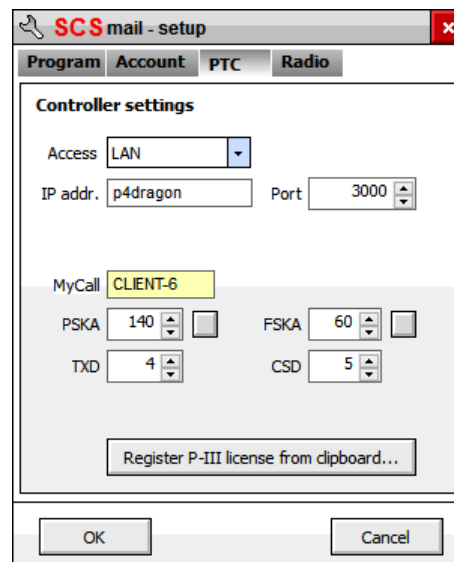 SCS mail - setup
Program Account PTC Radio
Controller settings
Access LAN
IP addr. p4dragon Port 3000
MyCall CLIENT-6
PSKA 140 FSKA 60
TXD 4 CSD 5
Register P-III license from clipboard...
OK Cancel